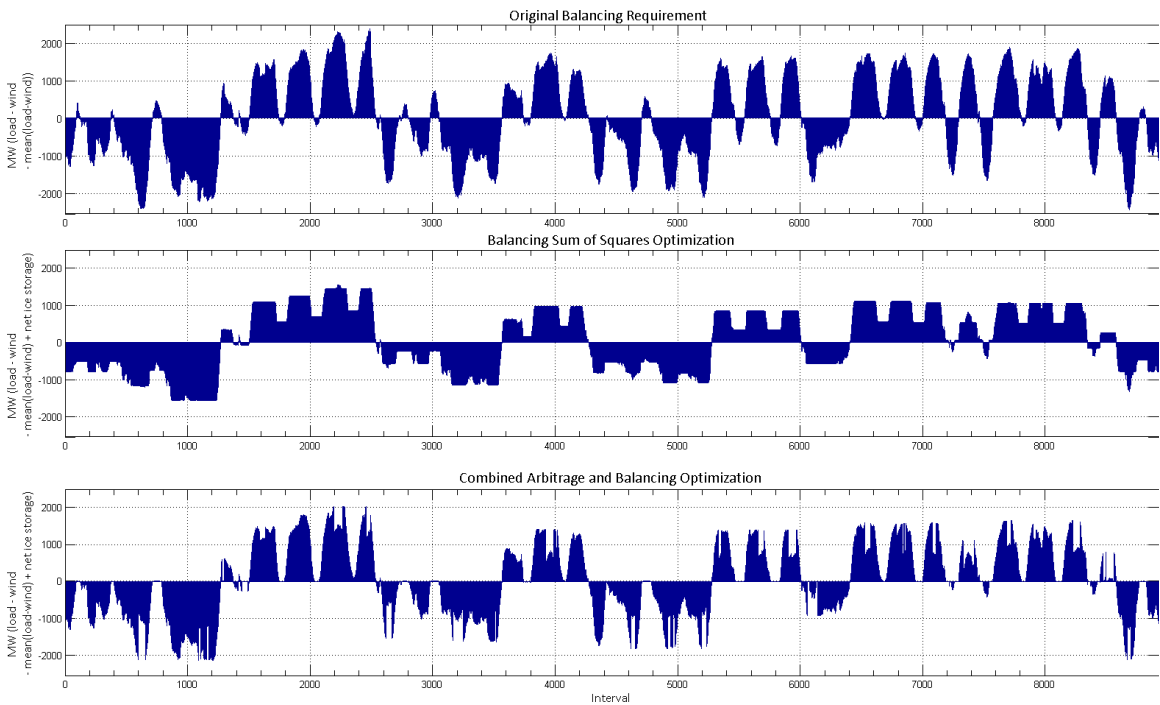 Original Balancing Requirement
MW (load - wind
- mean(load-wind))
2000
1000
0
-1000
-2000
0 1000 2000 3000 4000 5000 6000 7000 8000
Balancing Sum of Squares Optimization
MW (load - wind
- mean(load-wind) + net ice storage)
2000
1000
0
-1000
-2000
0 1000 2000 3000 4000 5000 6000 7000 8000
Combined Arbitrage and Balancing Optimization
MW (load - wind
- mean(load-wind) + net ice storage)
2000
1000
0
-1000
-2000
0 1000 2000 3000 4000 5000 6000 7000 8000
Interval